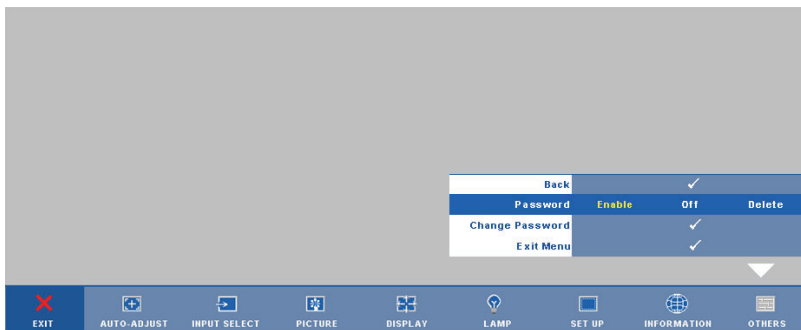 Back
Password Enable Off Delete
Change Password
Exit Menu
EXIT AUTO-ADJUST INPUT SELECT PICTURE DISPLAY LAMP SET UP INFORMATION OTHERS